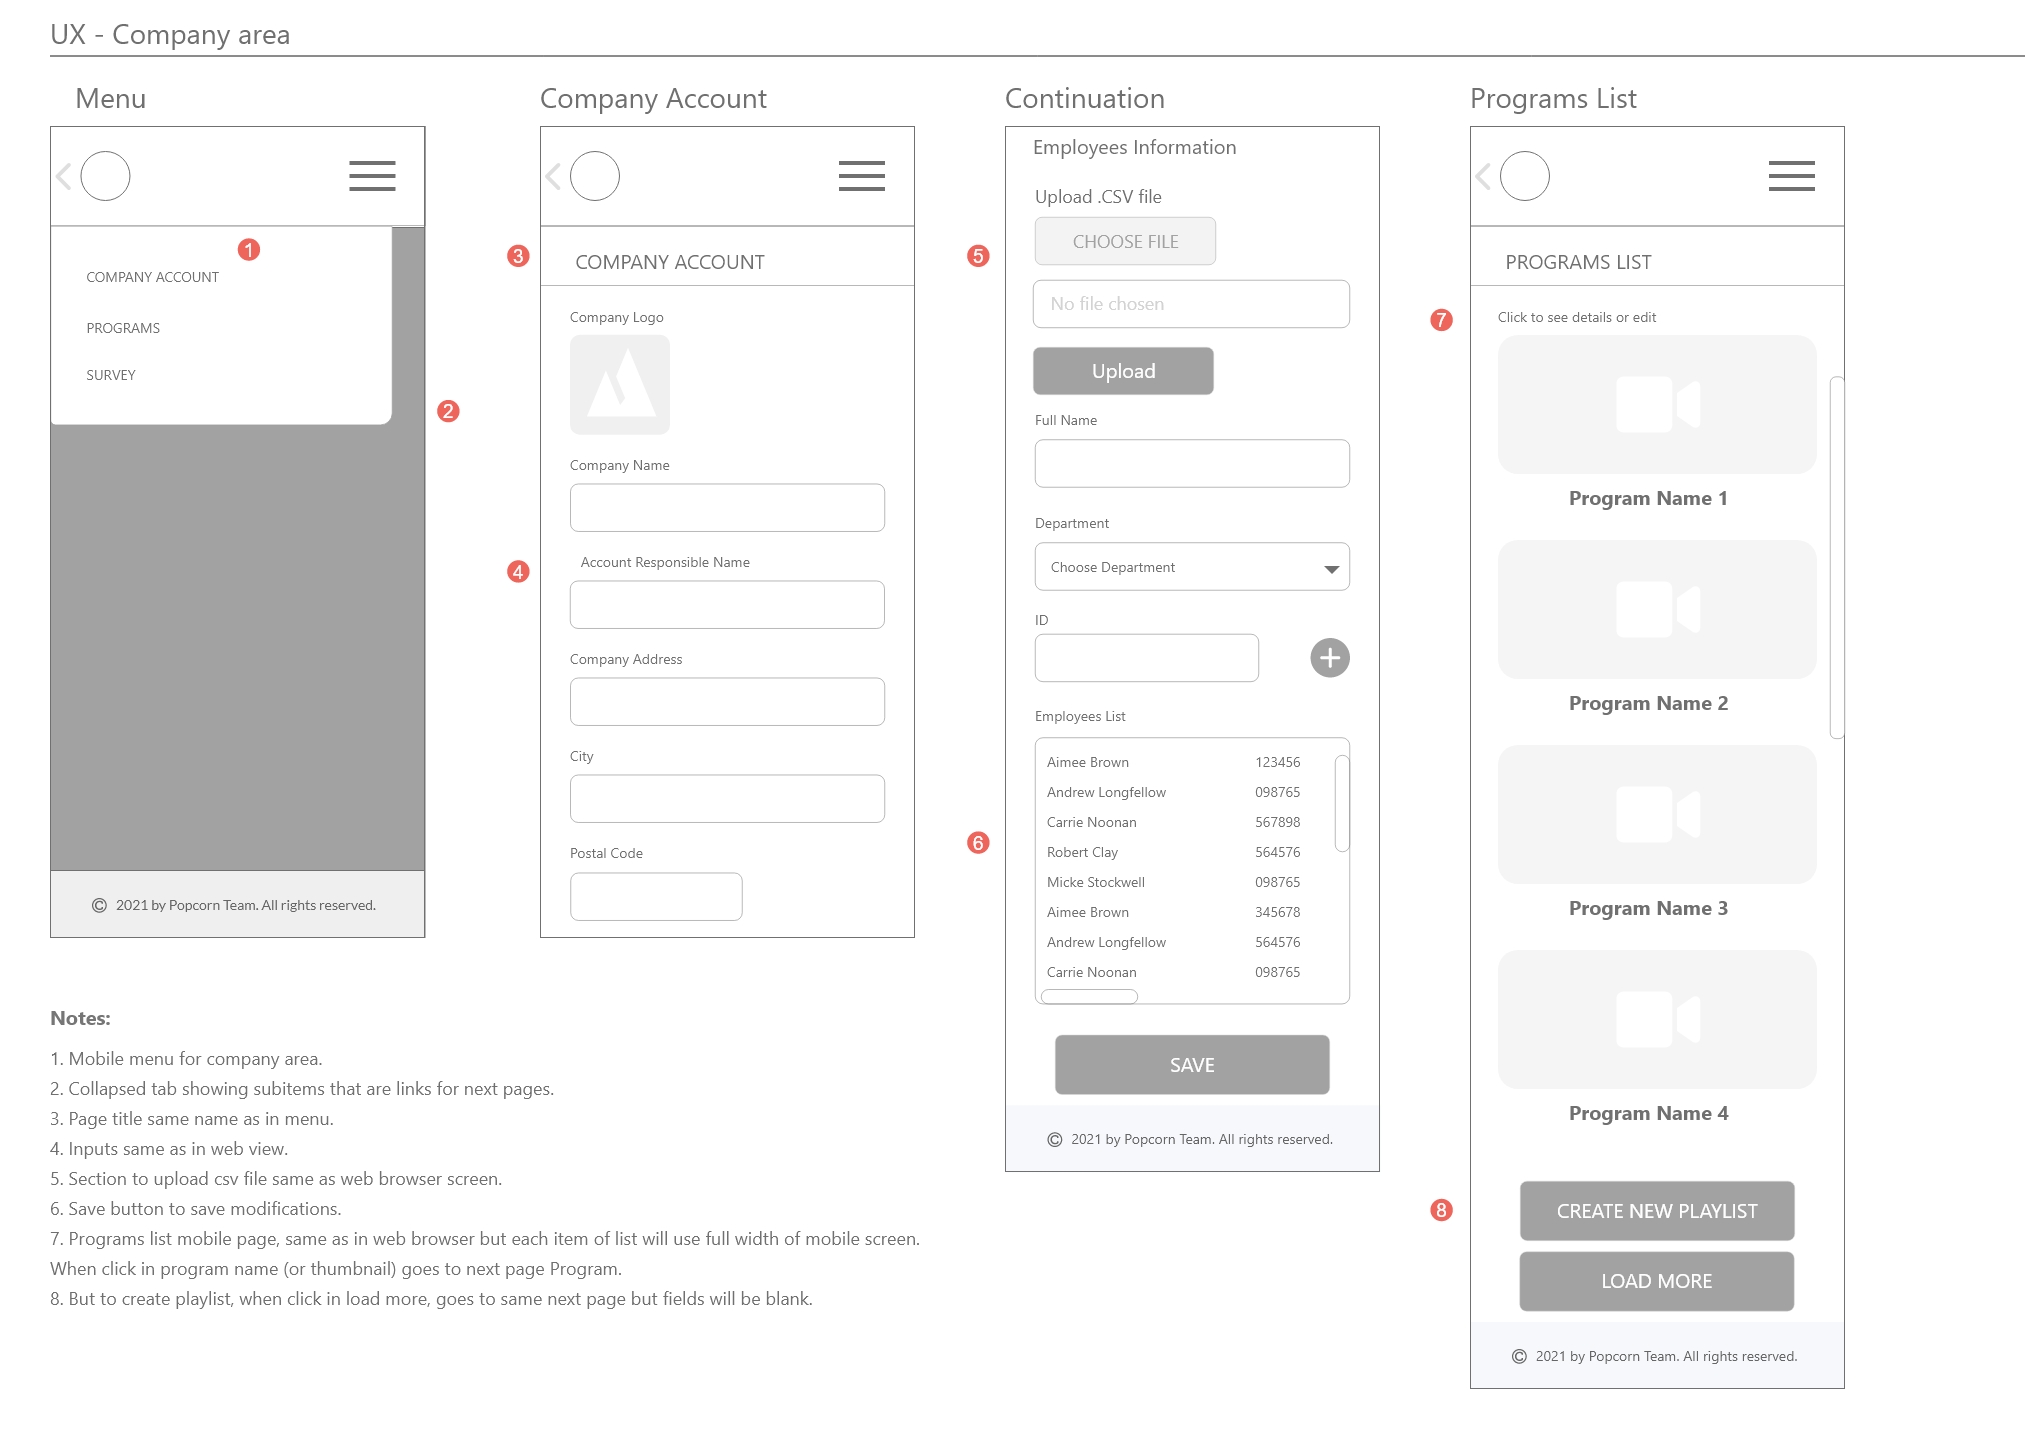 UX - Company area
Menu
1
COMPANY ACCOUNT
PROGRAMS
SURVEY
2
© 2021 by Popcorn Team. All rights reserved.
Company Account
3
COMPANY ACCOUNT
Company Logo
Company Name
4
Account Responsible Name
Company Address
City
Postal Code
Continuation
Employees Information
Upload .CSV file
5
CHOOSE FILE
No file chosen
Upload
Full Name
Department
Choose Department
ID
Employees List
6
Aimee Brown 123456
Andrew Longfellow 098765
Carrie Noonan 567898
Robert Clay 564576
Micke Stockwell 098765
Aimee Brown 345678
Andrew Longfellow 564576
Carrie Noonan 098765
SAVE
© 2021 by Popcorn Team. All rights reserved.
Programs List
PROGRAMS LIST
7
Click to see details or edit
Program Name 1
Program Name 2
Program Name 3
Program Name 4
8
CREATE NEW PLAYLIST
LOAD MORE
© 2021 by Popcorn Team. All rights reserved.
Notes:
1. Mobile menu for company area.
2. Collapsed tab showing subitems that are links for next pages.
3. Page title same name as in menu.
4. Inputs same as in web view.
5. Section to upload csv file same as web browser screen.
6. Save button to save modifications.
7. Programs list mobile page, same as in web browser but each item of list will use full width of mobile screen.
When click in program name (or thumbnail) goes to next page Program.
8. But to create playlist, when click in load more, goes to same next page but fields will be blank.